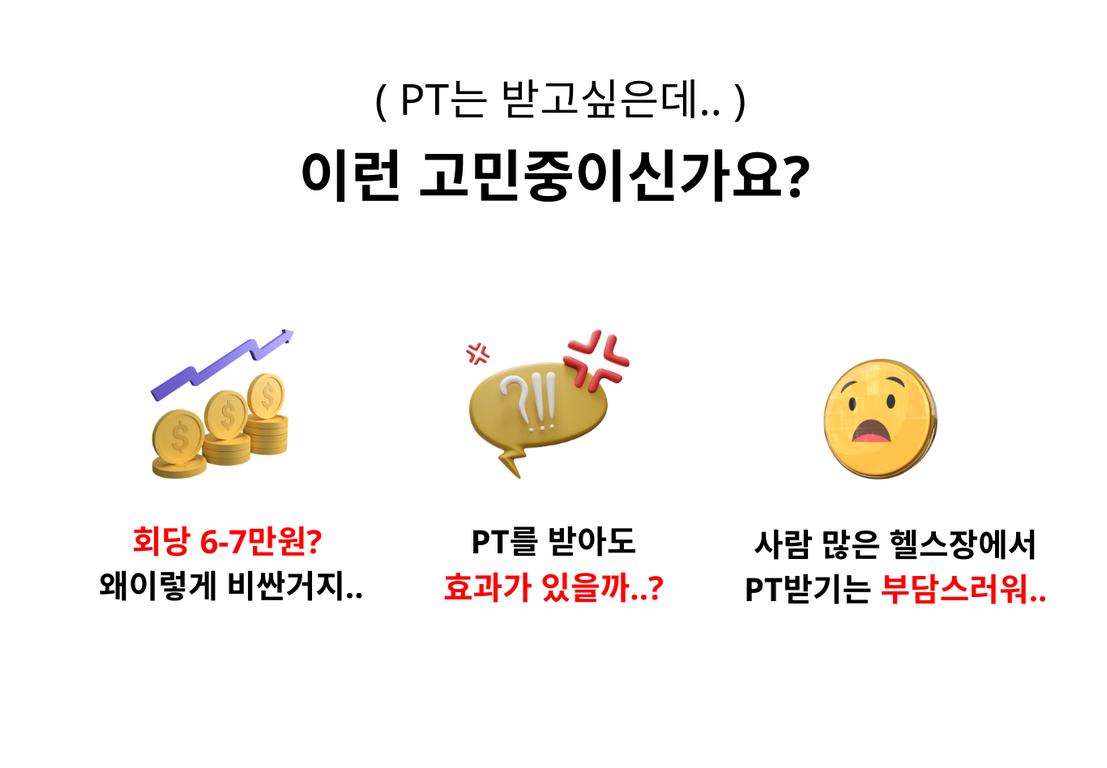 ( PT는 받고싶은데.. )
이런 고민중이신가요?
?!!
회당 6-7만원?
왜이렇게 비싼거지..
PT를 받아도
효과가 있을까..?
사람 많은 헬스장에서
PT받기는 부담스러워..